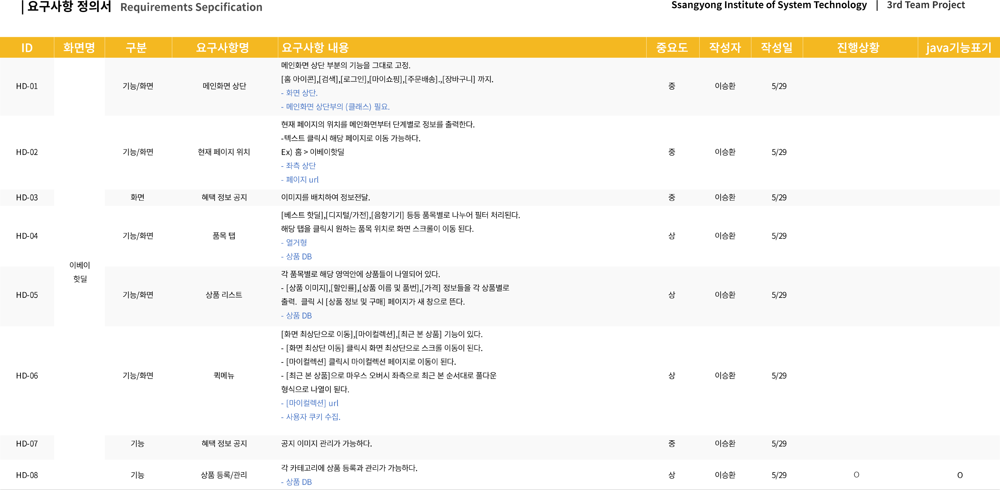 | 요구사항 정의서 Requirements Sepcification
Ssangyong Institute of System Technology | 3rd Team Project
ID 화면명 구분 요구사항명 요구사항 내용 중요도 작성자 작성일 진행상황 java기능표기
이베이
핫딜
HD-01 기능/화면 메인화면 상단
메인화면 상단 부분의 기능을 그대로 고정.
[홈 아이콘],[검색],[로그인],[마이쇼핑],[주문배송].,[장바구니] 까지.
- 화면 상단.
- 메인화면 상단부의 (클래스) 필요.
중 이승환 5/29
HD-02 기능/화면 현재 페이지 위치
현재 페이지의 위치를 메인화면부터 단계별로 정보를 출력한다.
-텍스트 클릭시 해당 페이지로 이동 가능하다.
Ex) 홈 > 이베이핫딜
- 좌측 상단
- 페이지 url
중 이승환 5/29
HD-03 화면 혜택 정보 공지 이미지를 배치하여 정보전달. 중 이승환 5/29
HD-04 기능/화면 품목 탭
[베스트 핫딜],[디지털/가전],[음향기기] 등등 품목별로 나누어 필터 처리된다.
해당 탭을 클릭시 원하는 품목 위치로 화면 스크롤이 이동 된다.
- 열거형
- 상품 DB
상 이승환 5/29
HD-05 기능/화면 상품 리스트
각 품목별로 해당 영역안에 상품들이 나열되어 있다.
- [상품 이미지],[할인률],[상품 이름 및 품번],[가격] 정보들을 각 상품별로
출력. 클릭 시 [상품 정보 및 구매] 페이지가 새 창으로 뜬다.
- 상품 DB
상 이승환 5/29
HD-06 기능/화면 퀵메뉴
[화면 최상단으로 이동],[마이컬렉션],[최근 본 상품] 기능이 있다.
- [화면 최상단 이동] 클릭시 화면 최상단으로 스크롤 이동이 된다.
- [마이컬렉션] 클릭시 마이컬렉션 페이지로 이동이 된다.
- [최근 본 상품]으로 마우스 오버시 좌측으로 최근 본 순서대로 풀다운
형식으로 나열이 된다.
- [마이컬렉션] url
- 사용자 쿠키 수집.
상 이승환 5/29
HD-07 기능 혜택 정보 공지 공지 이미지 관리가 가능하다. 중 이승환 5/29
HD-08 기능 상품 등록/관리
각 카테고리에 상품 등록과 관리가 가능하다.
- 상품 DB
상 이승환 5/29 O O